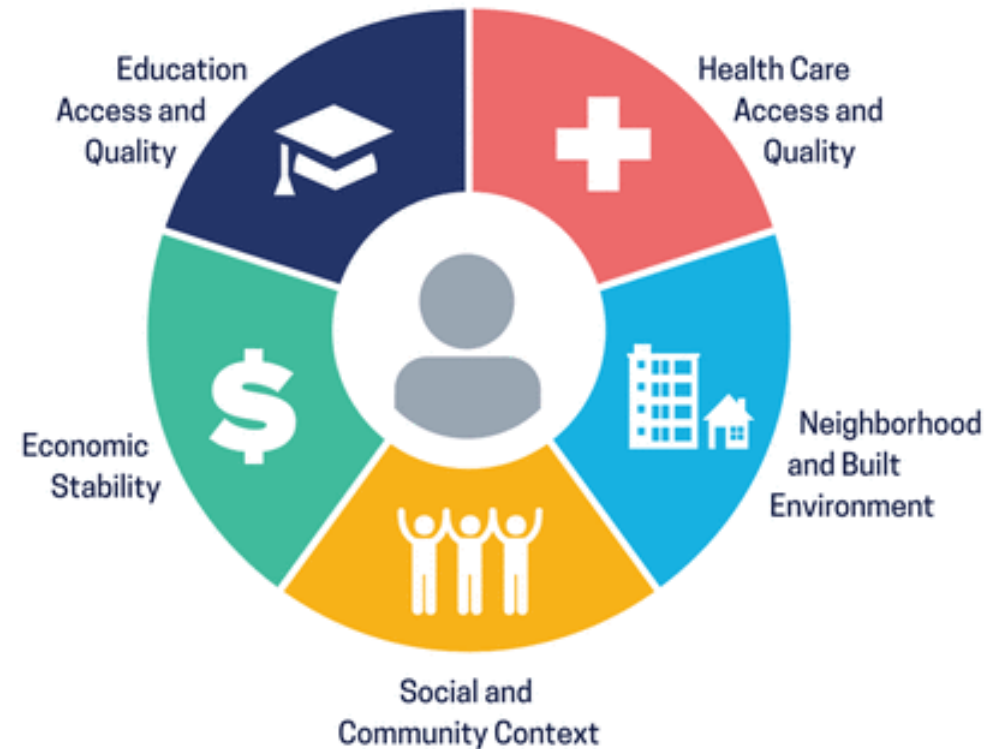 Education
Access and
Quality
Health Care
Access and
Quality
Economic
Stability
Neighborhood
and Built
Environment
Social and
Community Context